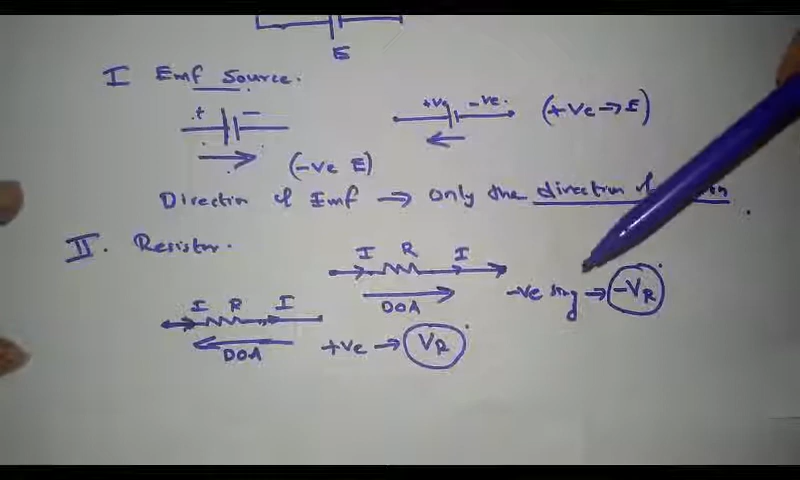 E
I Emf Source.
+ - +ve -ve. (+ve → E)
(-ve E)
Direction of Emf → only the direction of
II. Resistor.
I R I
DOA
-ve sing → -VR
I R I
DOA
+ve → VR